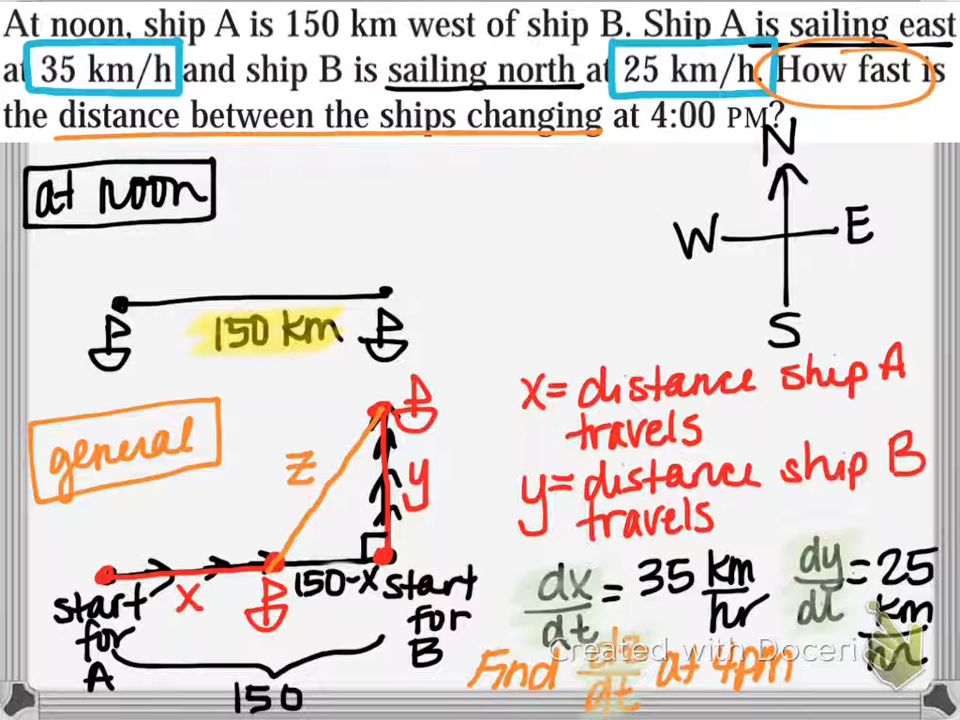 At noon, ship A is 150 km west of ship B. Ship A is sailing east
at 35 km/h and ship B is sailing north at 25 km/h. How fast is
the distance between the ships changing at 4:00 PM?
N
at noon
W E
S
150 km
x = distance ship A
travels
general
z
y
y = distance ship B
travels
150-x
start
for
A
x
start
for
B
dx/dt = 35 km/hr
dy/dt = 25 km/hr
Find dz/dt at 4pm
Created with Doceri
150